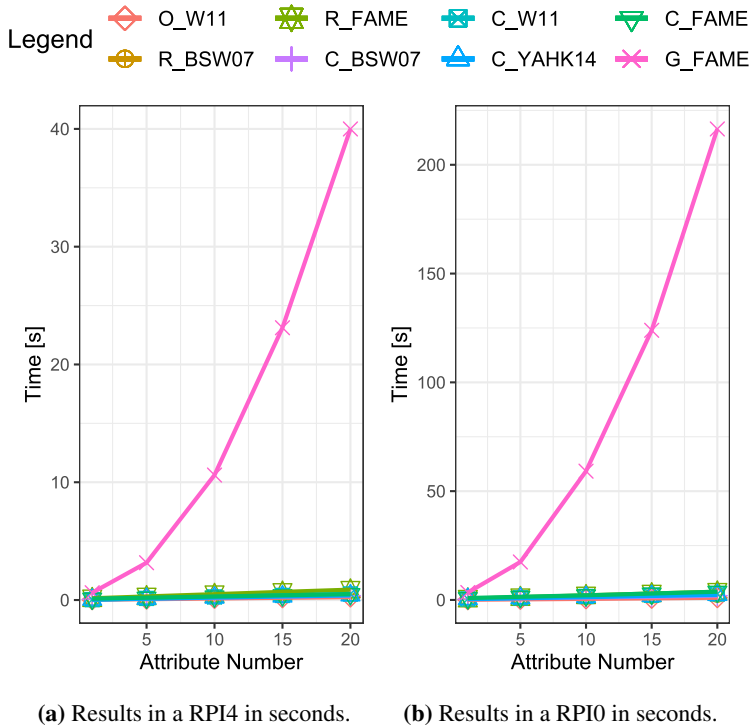 Legend
O_W11 R_FAME C_W11 C_FAME
R_BSW07 C_BSW07 C_YAHK14 G_FAME
40
30
20
10
0
Time [s]
5 10 15 20
Attribute Number
200
150
100
50
0
Time [s]
5 10 15 20
Attribute Number
(a) Results in a RPI4 in seconds.
(b) Results in a RPI0 in seconds.